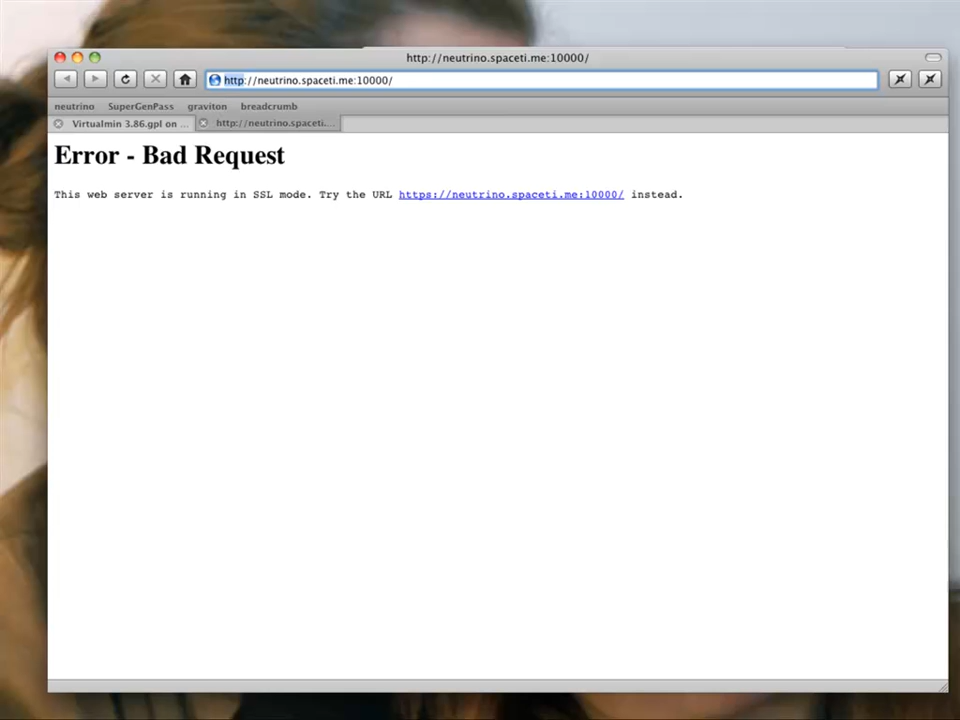 http://neutrino.spaceti.me:10000/
http://neutrino.spaceti.me:10000/
neutrino SuperGenPass graviton breadcrumb
Virtualmin 3.86.gpl on ... http://neutrino.spaceti...
Error - Bad Request
This web server is running in SSL mode. Try the URL https://neutrino.spaceti.me:10000/ instead.